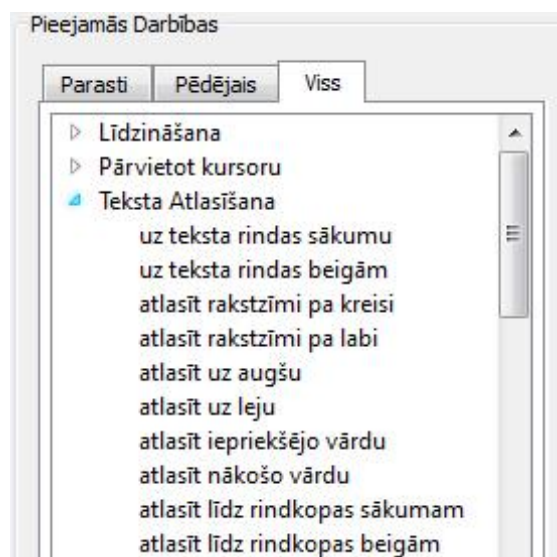 Pieejamās Darbības
Parasti Pēdējais Viss
Līdzināšana
Pārvietot kursoru
Teksta Atlasīšana
uz teksta rindas sākumu
uz teksta rindas beigām
atlasīt rakstzīmi pa kreisi
atlasīt rakstzīmi pa labi
atlasīt uz augšu
atlasīt uz leju
atlasīt iepriekšējo vārdu
atlasīt nākošo vārdu
atlasīt līdz rindkopas sākumam
atlasīt līdz rindkopas beigām